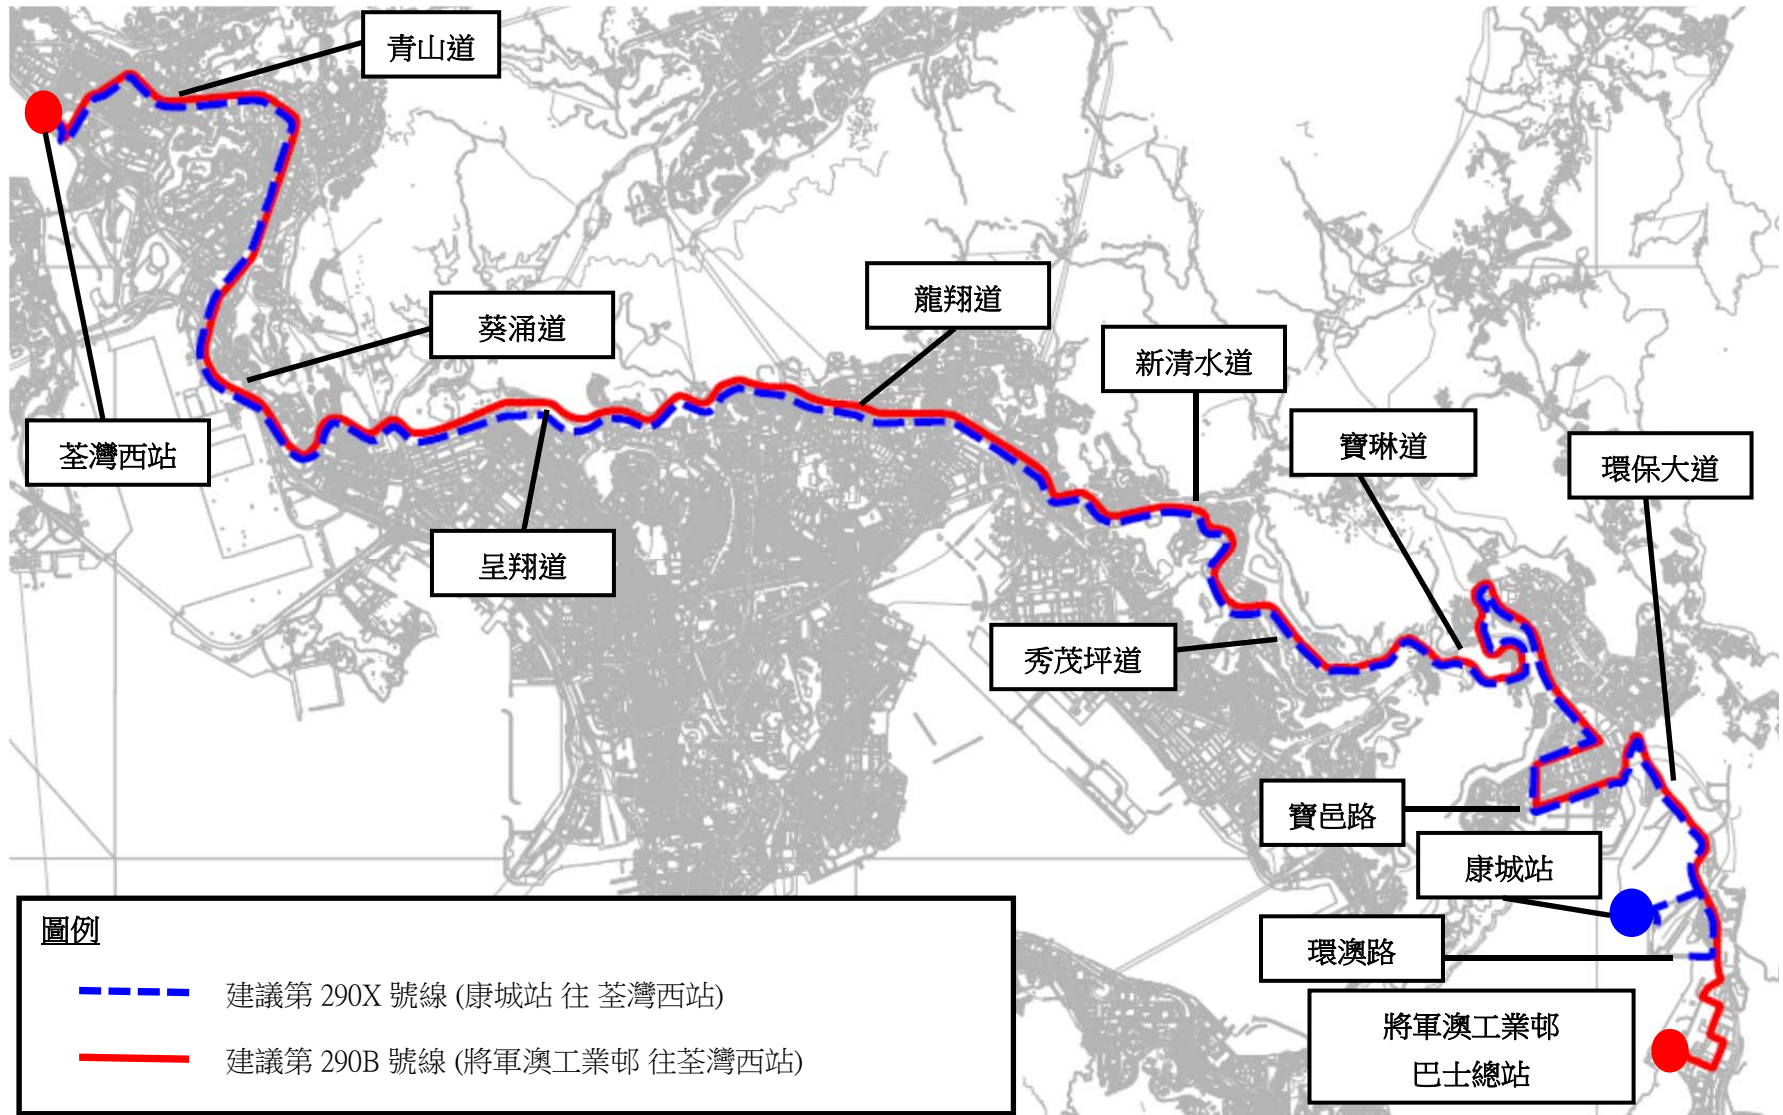 青山道
龍翔道
葵涌道
新清水道
寶琳道
荃灣西站
環保大道
呈翔道
秀茂坪道
寶邑路
康城站
環澳路
將軍澳工業邨
巴士總站
圖例
建議第 290X 號線 (康城站 往 荃灣西站)
建議第 290B 號線 (將軍澳工業邨 往荃灣西站)